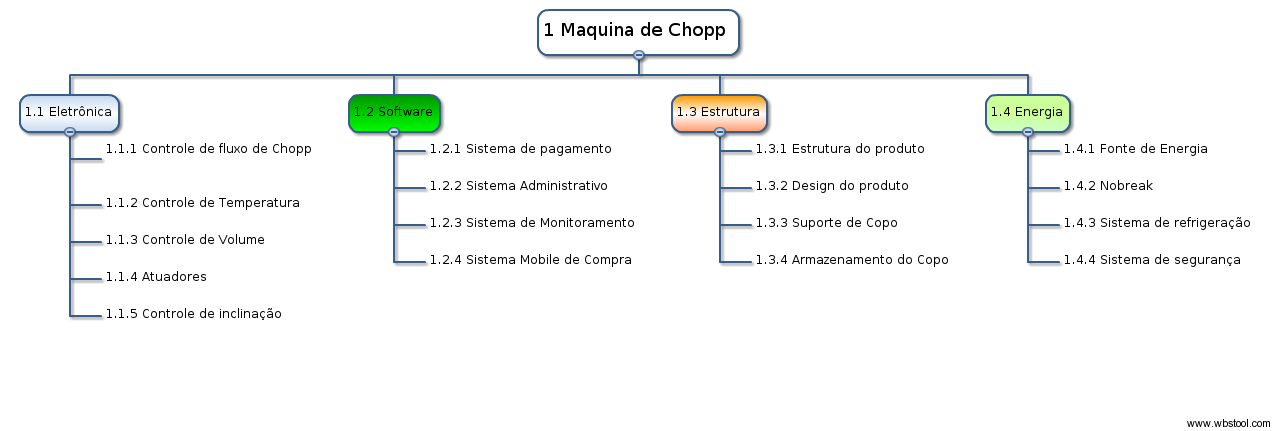 1 Maquina de Chopp
1.1 Eletrônica
1.1.1 Controle de fluxo de Chopp
1.1.2 Controle de Temperatura
1.1.3 Controle de Volume
1.1.4 Atuadores
1.1.5 Controle de inclinação
1.2 Software
1.2.1 Sistema de pagamento
1.2.2 Sistema Administrativo
1.2.3 Sistema de Monitoramento
1.2.4 Sistema Mobile de Compra
1.3 Estrutura
1.3.1 Estrutura do produto
1.3.2 Design do produto
1.3.3 Suporte de Copo
1.3.4 Armazenamento do Copo
1.4 Energia
1.4.1 Fonte de Energia
1.4.2 Nobreak
1.4.3 Sistema de refrigeração
1.4.4 Sistema de segurança
www.wbstool.com